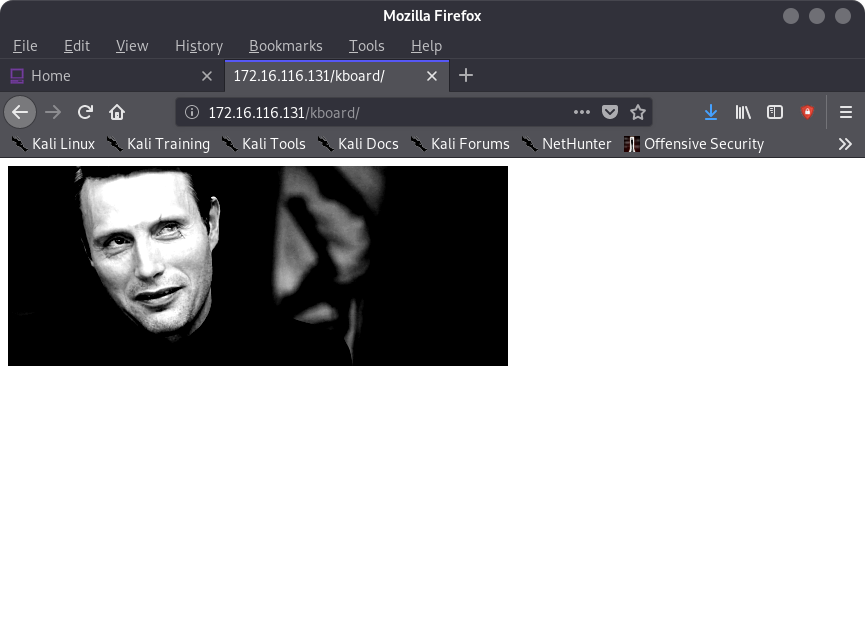 Mozilla Firefox
File Edit View History Bookmarks Tools Help
Home 172.16.116.131/kboard/
172.16.116.131/kboard/
Kali Linux Kali Training Kali Tools Kali Docs Kali Forums NetHunter Offensive Security